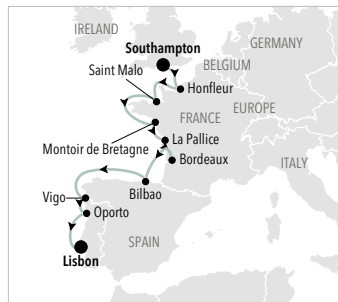 IRELAND
GERMANY
Southampton
BELGIUM
Saint Malo
Honfleur
EUROPE
FRANCE
La Pallice
Montoir de Bretagne
Bordeaux
ITALY
Bilbao
Vigo
Oporto
SPAIN
Lisbon